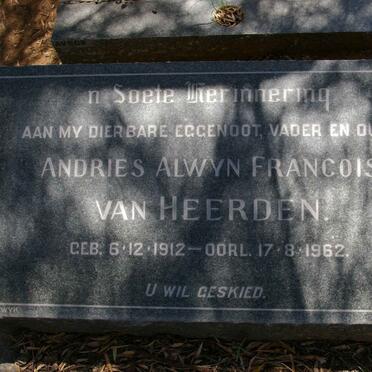 'n Soete Herinnering
AAN MY DIERBARE EGGENOOT, VADER EN OU
ANDRIES ALWYN FRANCOIS
VAN HEERDEN.
GEB. 6·12·1912 — OORL. 17·8·1962.
U WIL GESKIED.